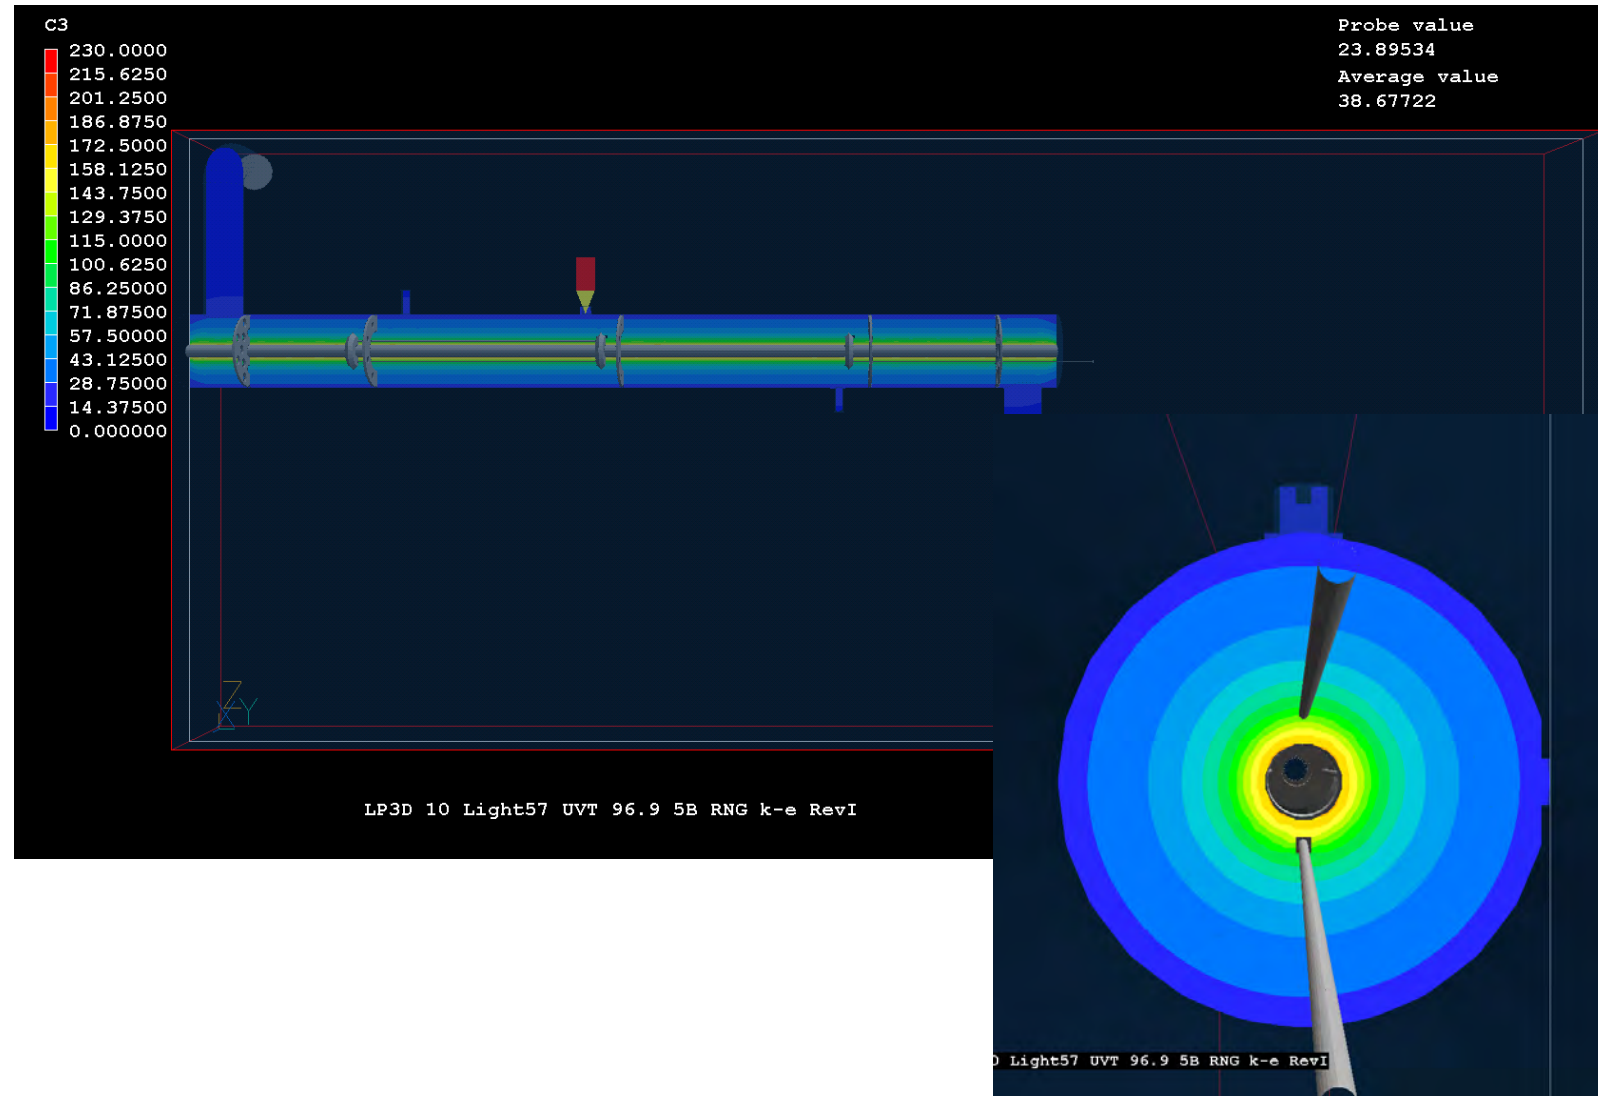 C3
230.0000
215.6250
201.2500
186.8750
172.5000
158.1250
143.7500
129.3750
115.0000
100.6250
86.25000
71.87500
57.50000
43.12500
28.75000
14.37500
0.000000
Probe value
23.89534
Average value
38.67722
Z
X Y
LP3D 10 Light57 UVT 96.9 5B RNG k-e RevI
Light57 UVT 96.9 5B RNG k-e RevI